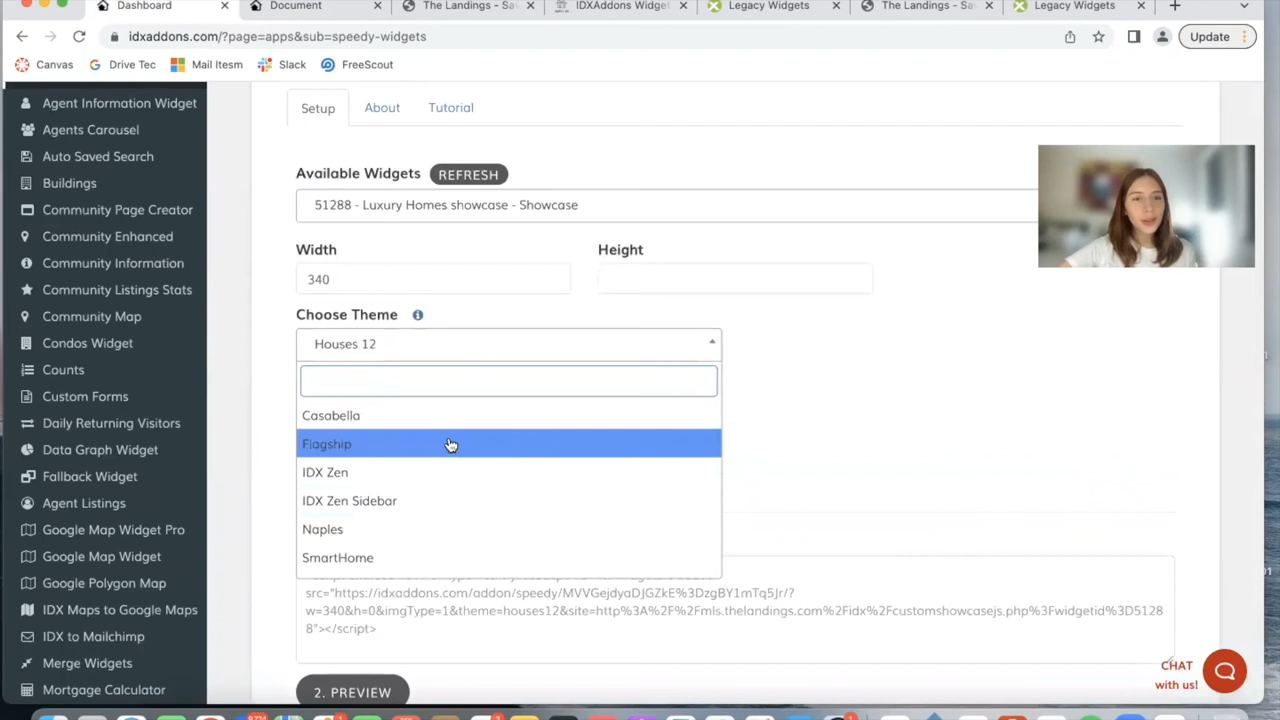 Dashboard
Document
The Landings - Sav
IDXAddons Widget
Legacy Widgets
The Landings - Sav
Legacy Widgets
idxaddons.com/?page=apps&sub=speedy-widgets
Update
Canvas
Drive Tec
Mail Itesm
Slack
FreeScout
Agent Information Widget
Agents Carousel
Auto Saved Search
Buildings
Community Page Creator
Community Enhanced
Community Information
Community Listings Stats
Community Map
Condos Widget
Counts
Custom Forms
Daily Returning Visitors
Data Graph Widget
Fallback Widget
Agent Listings
Google Map Widget Pro
Google Map Widget
Google Polygon Map
IDX Maps to Google Maps
IDX to Mailchimp
Merge Widgets
Mortgage Calculator
Setup
About
Tutorial
Available Widgets REFRESH
51288 - Luxury Homes showcase - Showcase
Width
Height
340
Choose Theme
Houses 12
Casabella
Flagship
IDX Zen
IDX Zen Sidebar
Naples
SmartHome
src="https://idxaddons.com/addon/speedy/MVVGejdyaDJGZkE%3DzgBY1mTq5Jr/?
w=340&h=0&imgType=1&theme=houses12&site=http%3A%2F%2Fmls.thelandings.com%2Fidx%2Fcustomshowcasejs.php%3Fwidgetid%3D5128
8"></script>
2. PREVIEW
CHAT
with us!